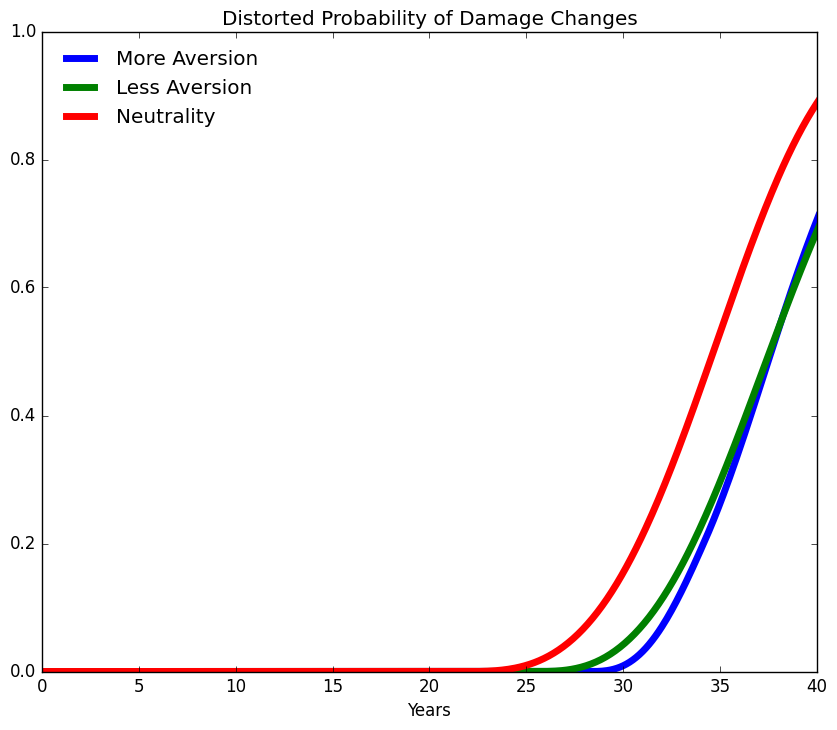 Distorted Probability of Damage Changes
1.0
More Aversion
Less Aversion
Neutrality
0.8
0.6
0.4
0.2
0.0
0 5 10 15 20 25 30 35 40
Years